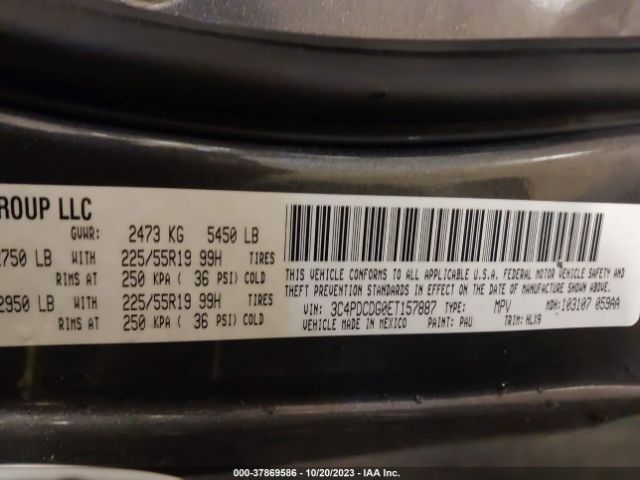 ROUP LLC
GVWR: 2473 KG 5450 LB
2750 LB WITH 225/55R19 99H TIRES
RIMS AT 250 KPA ( 36 PSI) COLD
2950 LB WITH 225/55R19 99H TIRES
RIMS AT 250 KPA ( 36 PSI) COLD
THIS VEHICLE CONFORMS TO ALL APPLICABLE U.S.A. FEDERAL MOTOR VEHICLE SAFETY AND
THEFT PREVENTION STANDARDS IN EFFECT ON THE DATE OF MANUFACTURE SHOWN ABOVE.
VIN: 3C4PDCDG0ET157887 TYPE: MPV MDH: 103107 059AA
VEHICLE MADE IN MEXICO PAINT: PAU TRIM: HLX9
000-37869586 - 10/20/2023 - IAA Inc.